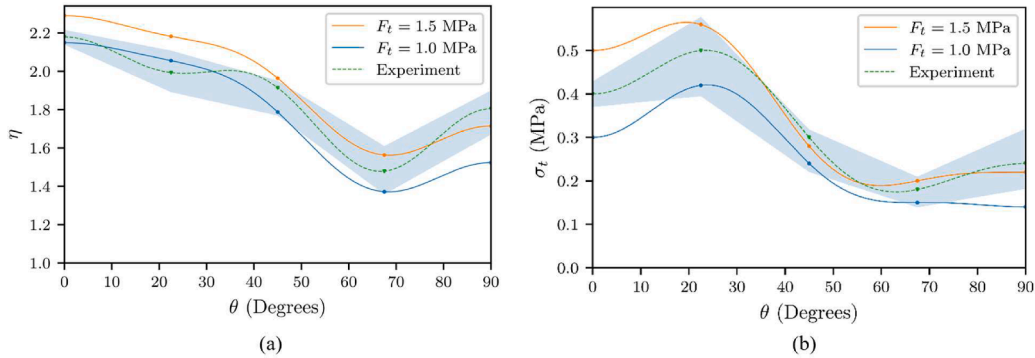 F_t = 1.5 MPa
F_t = 1.0 MPa
Experiment
2.2
2.0
1.8
1.6
1.4
1.2
1.0
η
0 10 20 30 40 50 60 70 80 90
θ (Degrees)
(a)
F_t = 1.5 MPa
F_t = 1.0 MPa
Experiment
0.5
0.4
0.3
0.2
0.1
0.0
σ_t (MPa)
0 10 20 30 40 50 60 70 80 90
θ (Degrees)
(b)